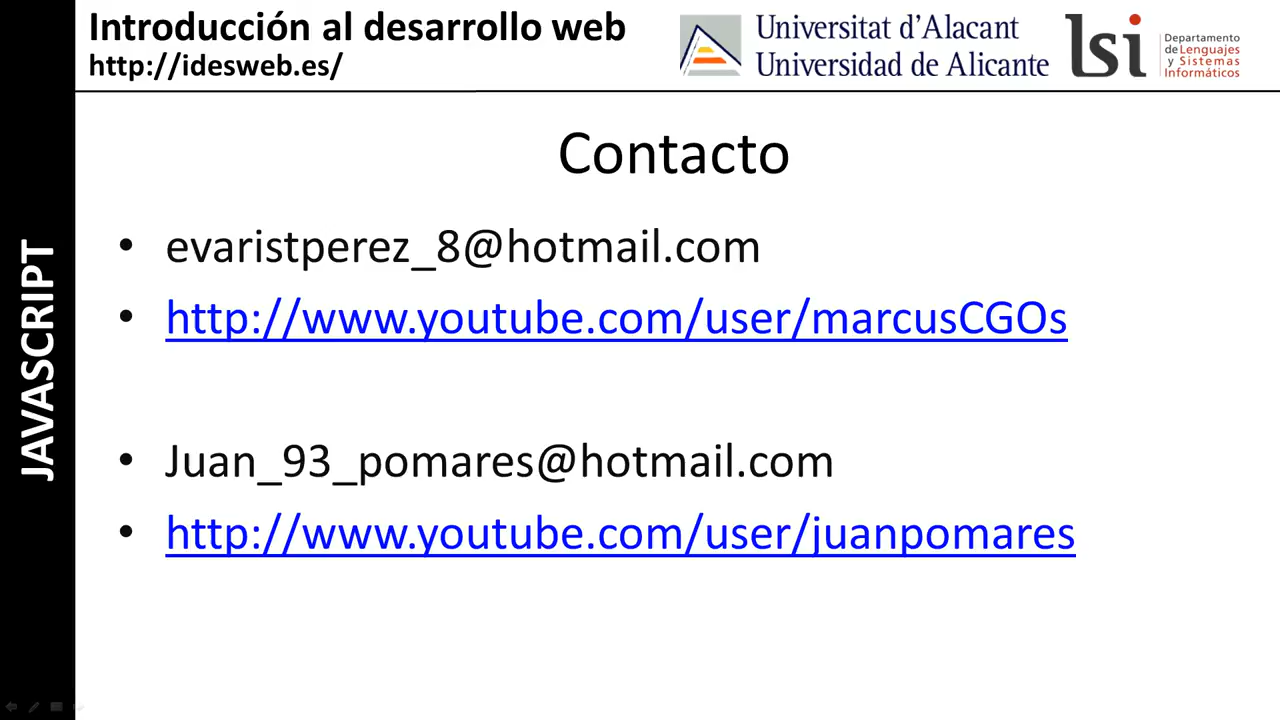 Introducción al desarrollo web
http://idesweb.es/
Universitat d'Alacant
Universidad de Alicante
lsi
Departamento
de Lenguajes
y Sistemas
Informáticos
JAVASCRIPT
Contacto
• evaristperez_8@hotmail.com
• http://www.youtube.com/user/marcusCGOs
• Juan_93_pomares@hotmail.com
• http://www.youtube.com/user/juanpomares